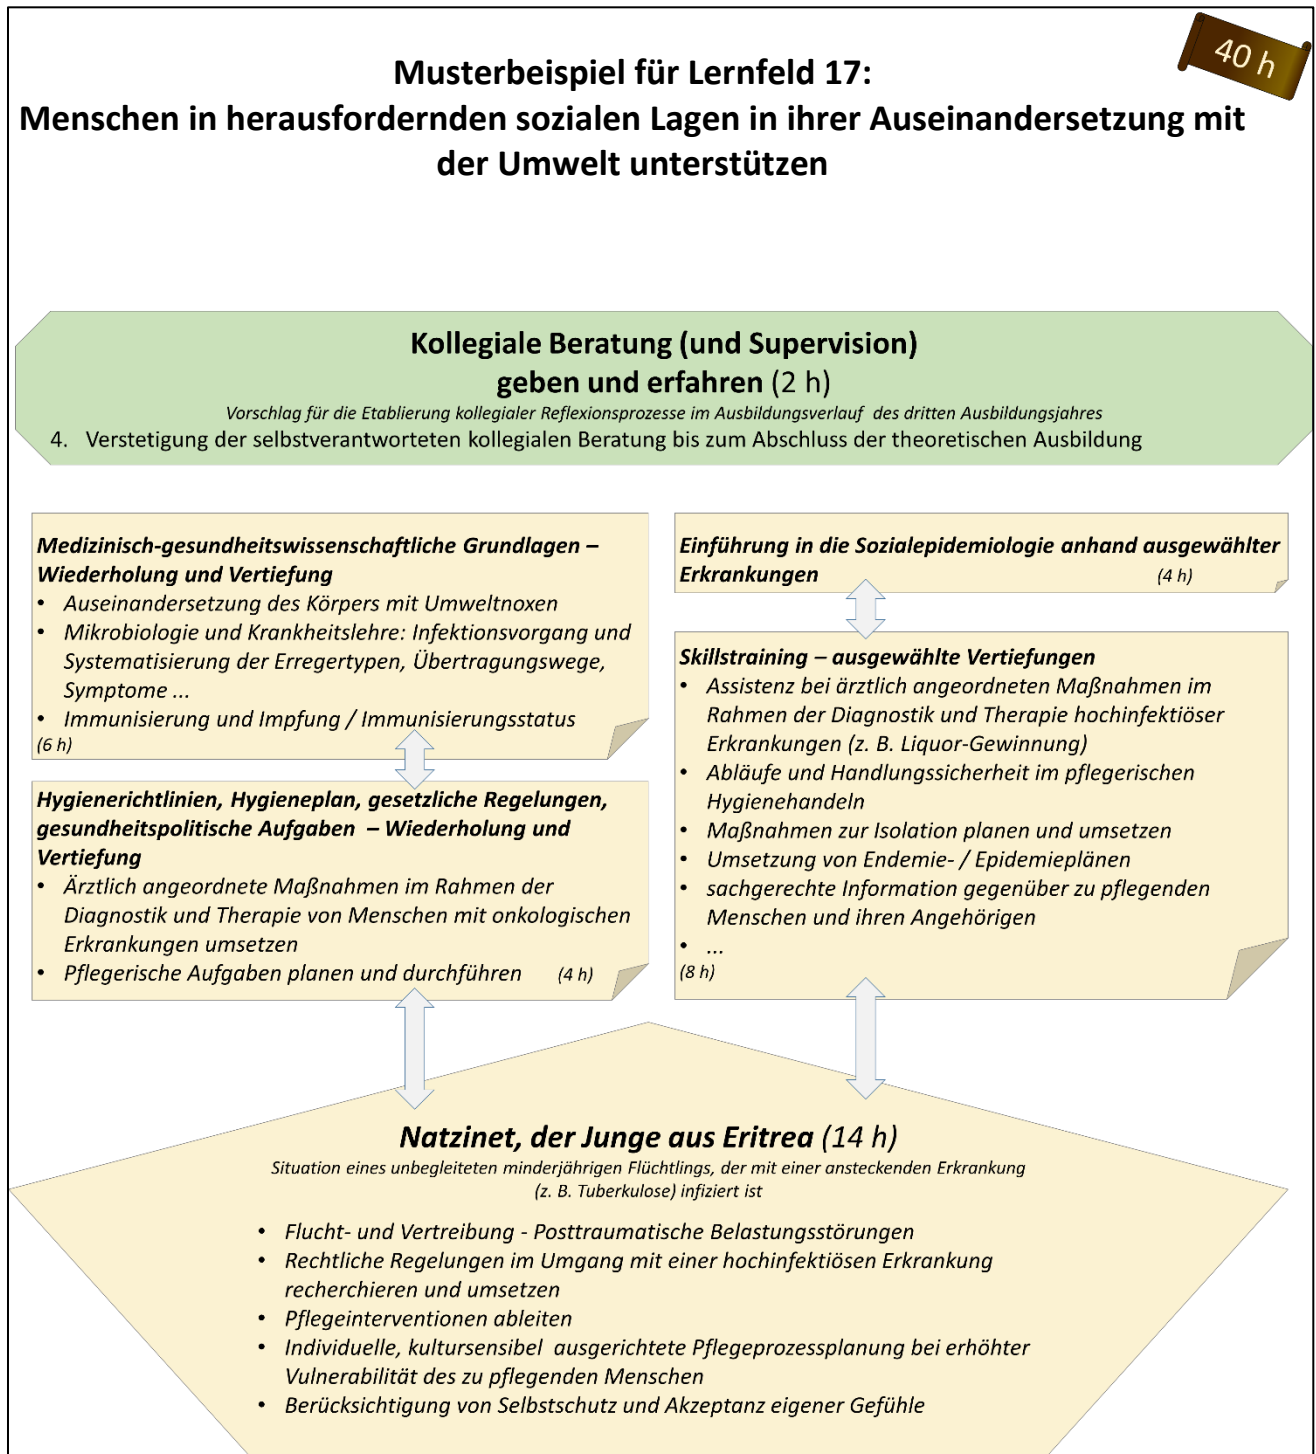 40 h
Musterbeispiel für Lernfeld 17:
Menschen in herausfordernden sozialen Lagen in ihrer Auseinandersetzung mit
der Umwelt unterstützen
Kollegiale Beratung (und Supervision)
geben und erfahren (2 h)
Vorschlag für die Etablierung kollegialer Reflexionsprozesse im Ausbildungsverlauf des dritten Ausbildungsjahres
4. Verstetigung der selbstverantworteten kollegialen Beratung bis zum Abschluss der theoretischen Ausbildung
Medizinisch-gesundheitswissenschaftliche Grundlagen –
Wiederholung und Vertiefung
• Auseinandersetzung des Körpers mit Umweltnoxen
• Mikrobiologie und Krankheitslehre: Infektionsvorgang und
Systematisierung der Erregertypen, Übertragungswege,
Symptome ...
• Immunisierung und Impfung / Immunisierungsstatus
(6 h)
Hygienerichtlinien, Hygieneplan, gesetzliche Regelungen,
gesundheitspolitische Aufgaben – Wiederholung und
Vertiefung
• Ärztlich angeordnete Maßnahmen im Rahmen der
Diagnostik und Therapie von Menschen mit onkologischen
Erkrankungen umsetzen
• Pflegerische Aufgaben planen und durchführen (4 h)
Einführung in die Sozialepidemiologie anhand ausgewählter
Erkrankungen (4 h)
Skillstraining – ausgewählte Vertiefungen
• Assistenz bei ärztlich angeordneten Maßnahmen im
Rahmen der Diagnostik und Therapie hochinfektiöser
Erkrankungen (z. B. Liquor-Gewinnung)
• Abläufe und Handlungssicherheit im pflegerischen
Hygienehandeln
• Maßnahmen zur Isolation planen und umsetzen
• Umsetzung von Endemie- / Epidemieplänen
• sachgerechte Information gegenüber zu pflegenden
Menschen und ihren Angehörigen
• ...
(8 h)
Natzinet, der Junge aus Eritrea (14 h)
Situation eines unbegleiteten minderjährigen Flüchtlings, der mit einer ansteckenden Erkrankung
(z. B. Tuberkulose) infiziert ist
• Flucht- und Vertreibung - Posttraumatische Belastungsstörungen
• Rechtliche Regelungen im Umgang mit einer hochinfektiösen Erkrankung
recherchieren und umsetzen
• Pflegeinterventionen ableiten
• Individuelle, kultursensibel ausgerichtete Pflegeprozessplanung bei erhöhter
Vulnerabilität des zu pflegenden Menschen
• Berücksichtigung von Selbstschutz und Akzeptanz eigener Gefühle